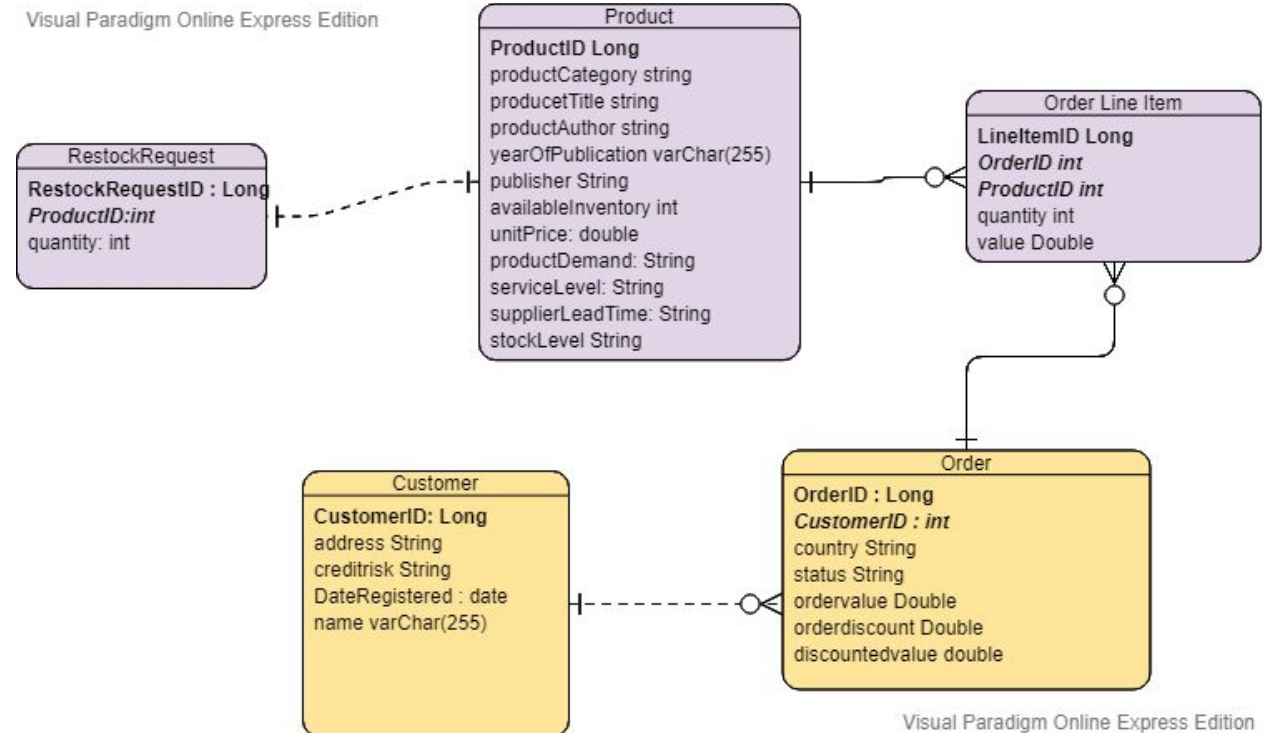 Visual Paradigm Online Express Edition
Product
ProductID Long
productCategory string
producetTitle string
productAuthor string
yearOfPublication varChar(255)
publisher String
availableInventory int
unitPrice: double
productDemand: String
serviceLevel: String
supplierLeadTime: String
stockLevel String
Order Line Item
LineItemID Long
OrderID int
ProductID int
quantity int
value Double
RestockRequest
RestockRequestID : Long
ProductID:int
quantity: int
Customer
CustomerID: Long
address String
creditrisk String
DateRegistered : date
name varChar(255)
Order
OrderID : Long
CustomerID : int
country String
status String
ordervalue Double
orderdiscount Double
discountedvalue double
Visual Paradigm Online Express Edition